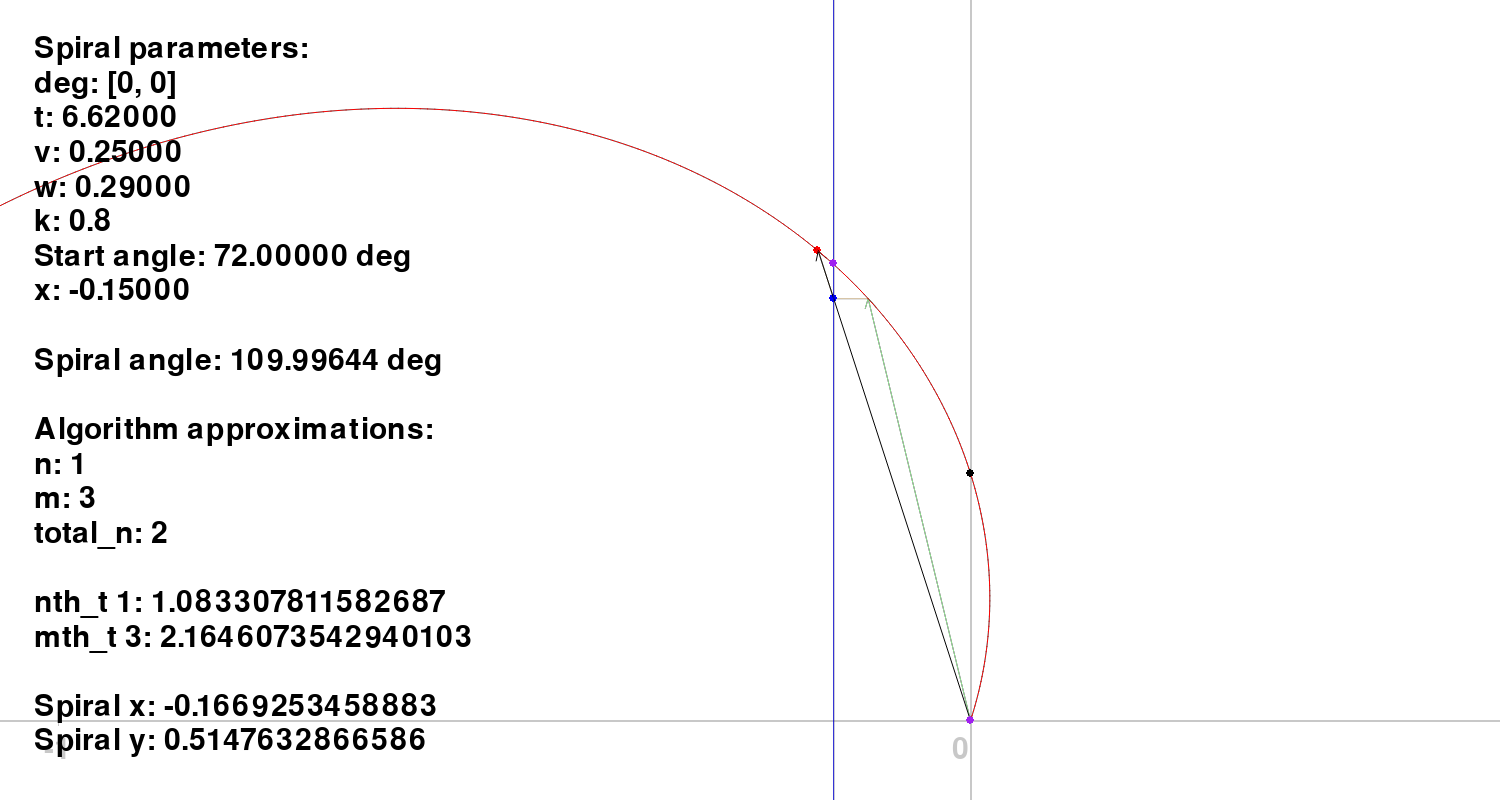 Spiral parameters:
deg: [0, 0]
t: 6.62000
v: 0.25000
w: 0.29000
k: 0.8
Start angle: 72.00000 deg
x: -0.15000
Spiral angle: 109.99644 deg
Algorithm approximations:
n: 1
m: 3
total_n: 2
nth_t 1: 1.083307811582687
mth_t 3: 2.1646073542940103
Spiral x: -0.1669253458883
Spiral y: 0.5147632866586
-1
0